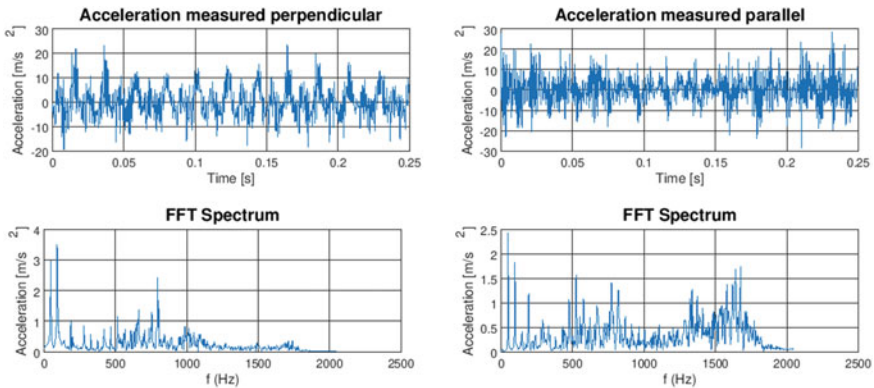 Acceleration measured perpendicular
Acceleration [m/s 2]
30
20
10
0
-10
-20
0 0.05 0.1 0.15 0.2 0.25
Time [s]
Acceleration measured parallel
Acceleration [m/s 2]
30
20
10
0
-10
-20
-30
0 0.05 0.1 0.15 0.2 0.25
Time [s]
FFT Spectrum
Acceleration [m/s 2]
4
3
2
1
0
0 500 1000 1500 2000 2500
f (Hz)
FFT Spectrum
Acceleration [m/s 2]
2.5
2
1.5
1
0.5
0
0 500 1000 1500 2000 2500
f (Hz)